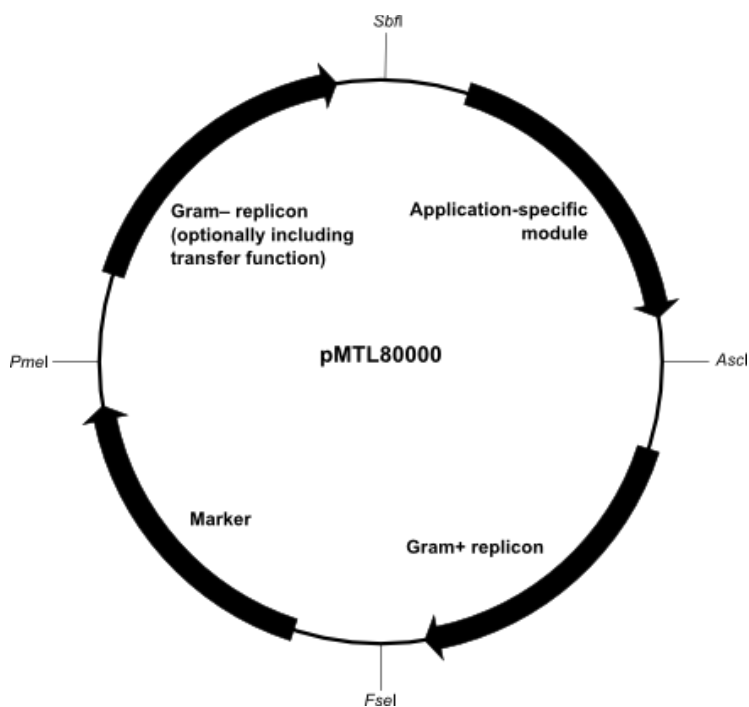 SbfI
Gram– replicon
(optionally including
transfer function)
Application-specific
module
PmeI
pMTL80000
AscI
Marker
Gram+ replicon
FseI